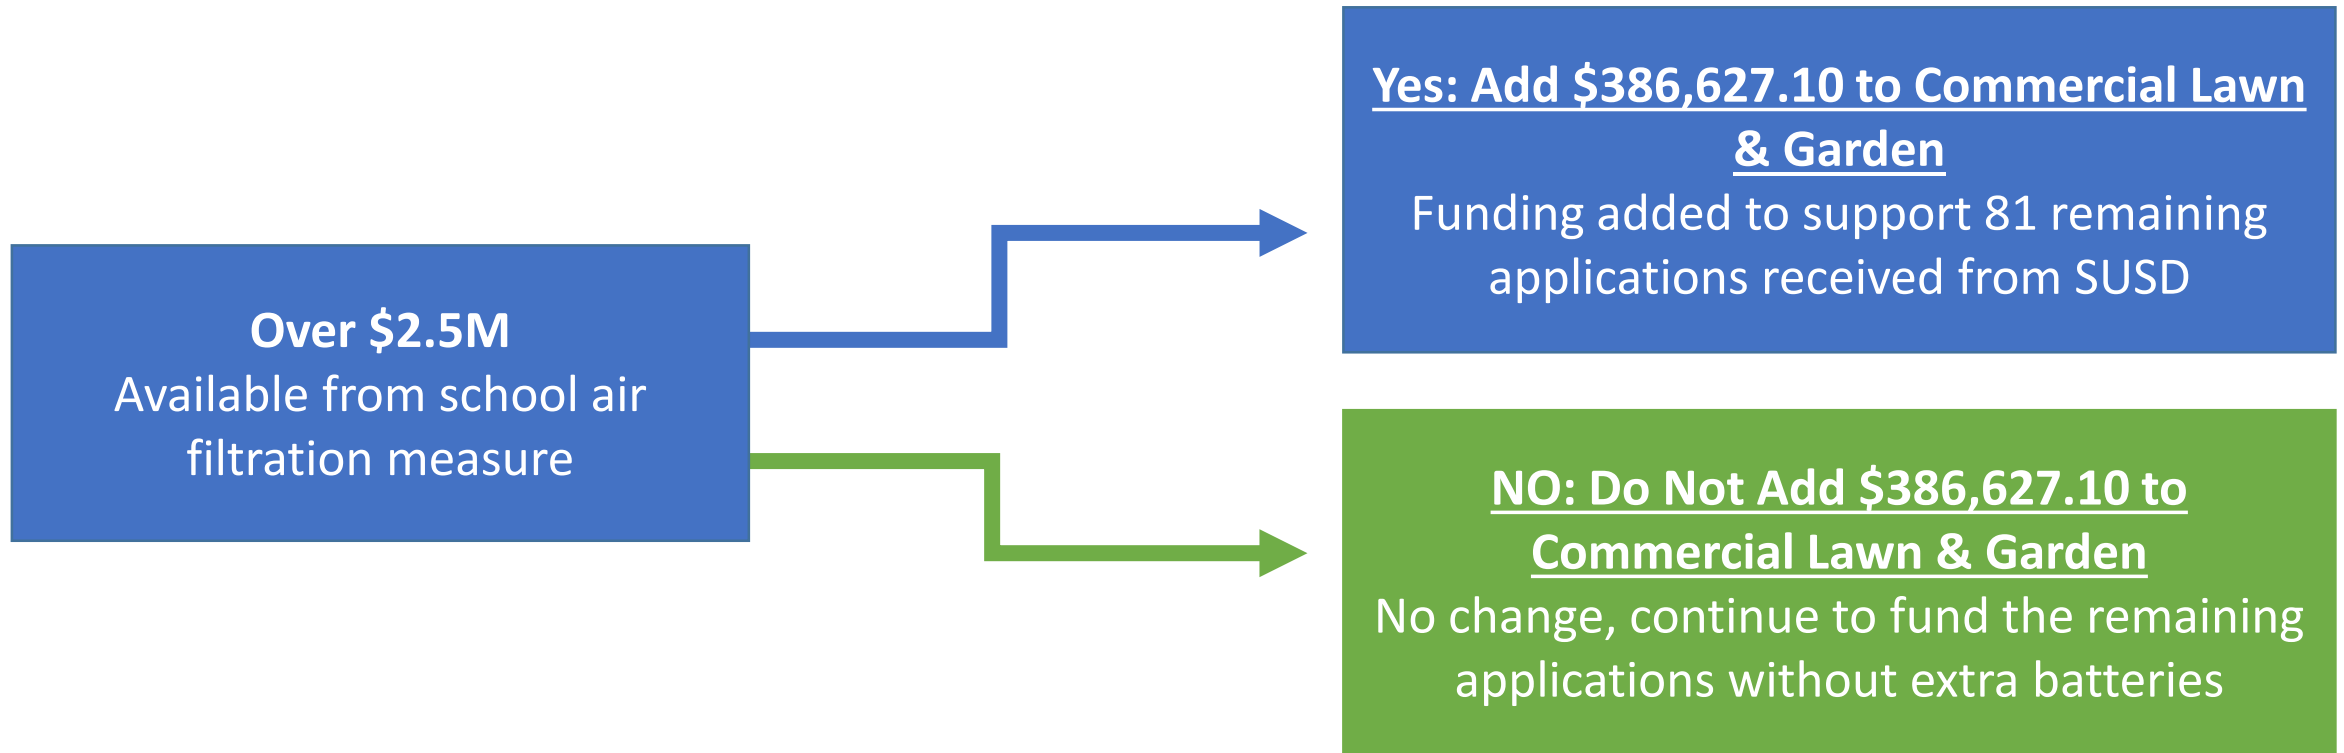 Over $2.5M
Available from school air
filtration measure
Yes: Add $386,627.10 to Commercial Lawn
& Garden
Funding added to support 81 remaining
applications received from SUSD
NO: Do Not Add $386,627.10 to
Commercial Lawn & Garden
No change, continue to fund the remaining
applications without extra batteries